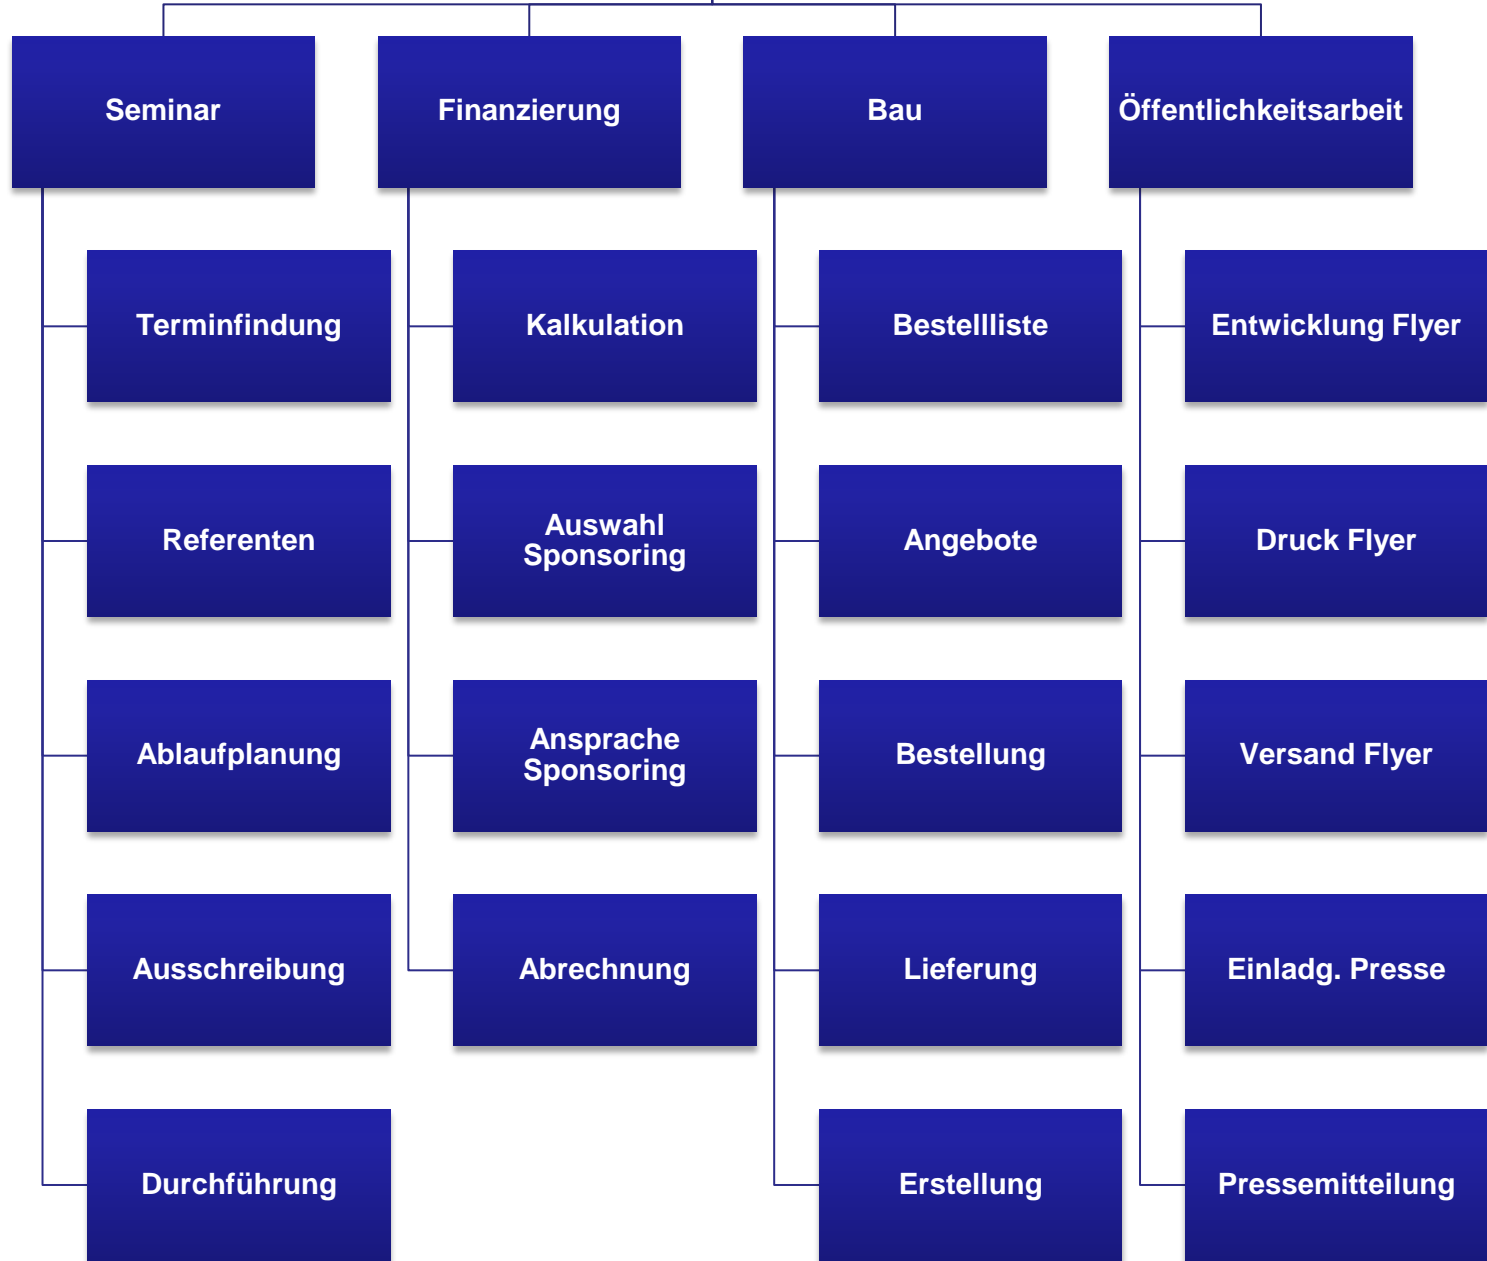 Seminar
Finanzierung
Bau
Öffentlichkeitsarbeit
Terminfindung
Kalkulation
Bestellliste
Entwicklung Flyer
Referenten
Auswahl
Sponsoring
Angebote
Druck Flyer
Ablaufplanung
Ansprache
Sponsoring
Bestellung
Versand Flyer
Ausschreibung
Abrechnung
Lieferung
Einladg. Presse
Durchführung
Erstellung
Pressemitteilung